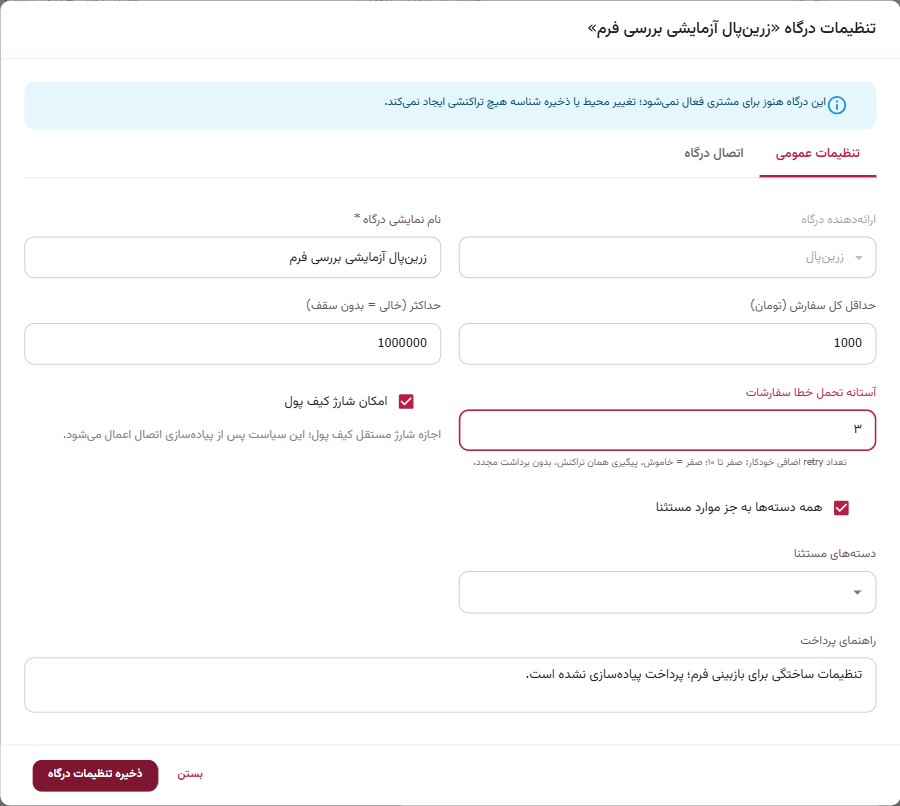 تنظیمات درگاه «زرین‌پال آزمایشی بررسی فرم»
این درگاه هنوز برای مشتری فعال نمی‌شود؛ تغییر محیط یا ذخیره شناسه هیچ تراکنشی ایجاد نمی‌کند.
تنظیمات عمومی
اتصال درگاه
ارائه‌دهنده درگاه
زرین‌پال
نام نمایشی درگاه *
زرین‌پال آزمایشی بررسی فرم
حداقل کل سفارش (تومان)
1000
حداکثر (خالی = بدون سقف)
1000000
آستانه تحمل خطا سفارشات
۳
تعداد retry اضافی خودکار: صفر تا ۱۰؛ صفر = خاموش، پیگیری همان تراکنش، بدون برداشت مجدد.
امکان شارژ کیف پول
اجازه شارژ مستقل کیف پول؛ این سیاست پس از پیاده‌سازی اتصال اعمال می‌شود.
همه دسته‌ها به جز موارد مستثنا
دسته‌های مستثنا
راهنمای پرداخت
تنظیمات ساختگی برای بازبینی فرم؛ پرداخت پیاده‌سازی نشده است.
بستن
ذخیره تنظیمات درگاه